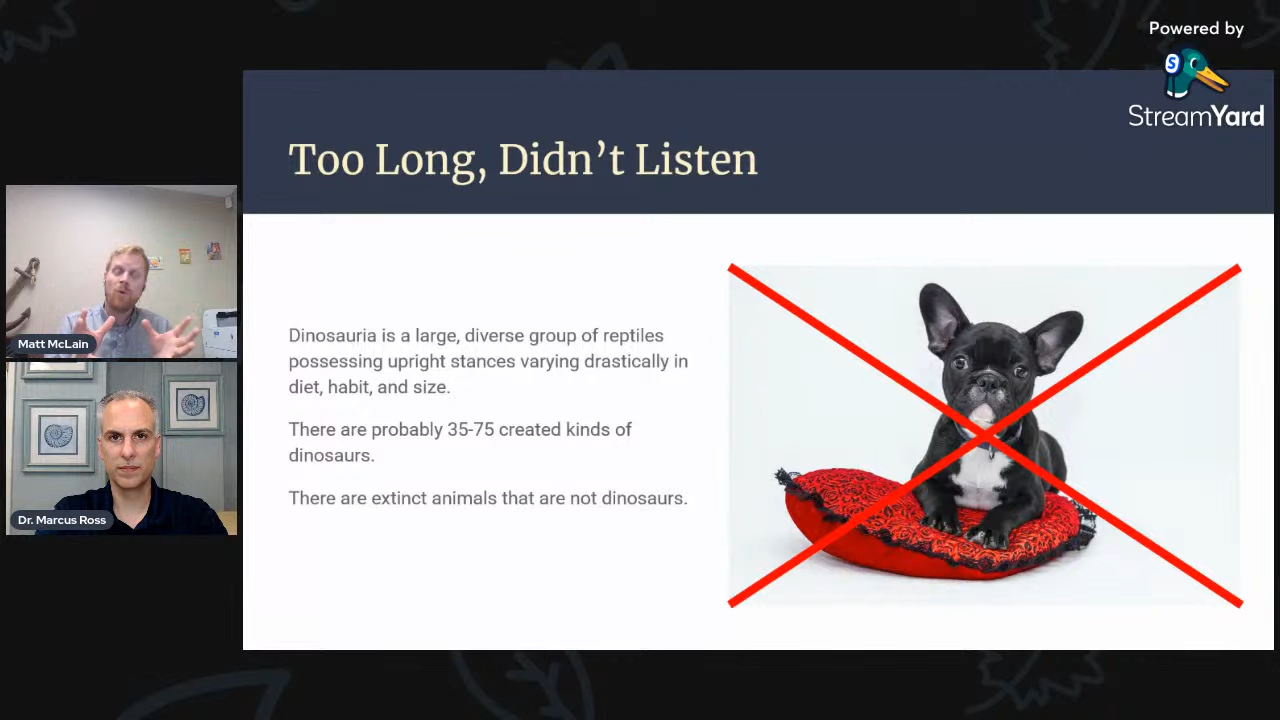 Powered by
StreamYard
Too Long, Didn’t Listen
Matt McLain
Dr. Marcus Ross
Dinosauria is a large, diverse group of reptiles
possessing upright stances varying drastically in
diet, habit, and size.
There are probably 35-75 created kinds of
dinosaurs.
There are extinct animals that are not dinosaurs.